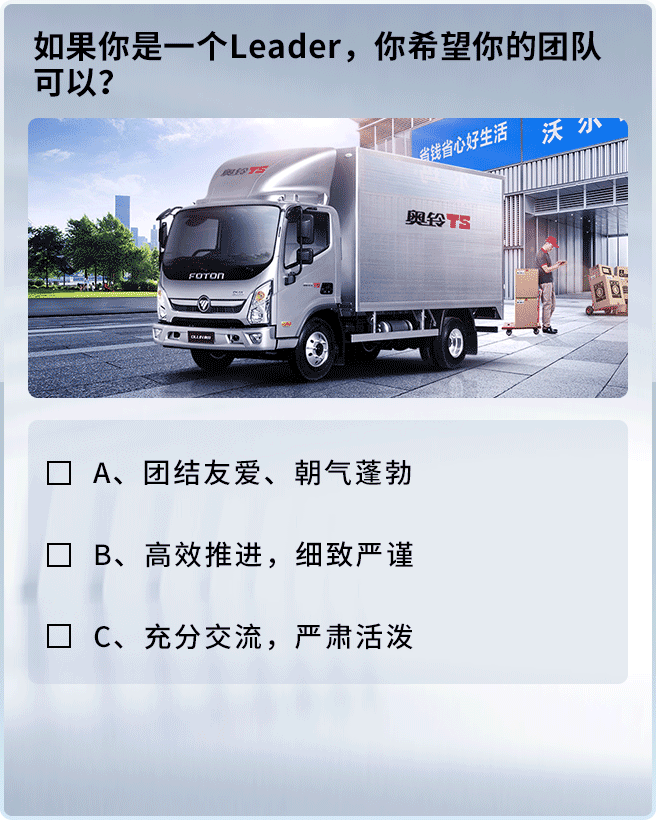 如果你是一个Leader，你希望你的团队
可以？
省钱省心好生活 沃尔
奥铃TS
奥铃TS
FOTON
OLLIN
A、团结友爱、朝气蓬勃
B、高效推进，细致严谨
C、充分交流，严肃活泼